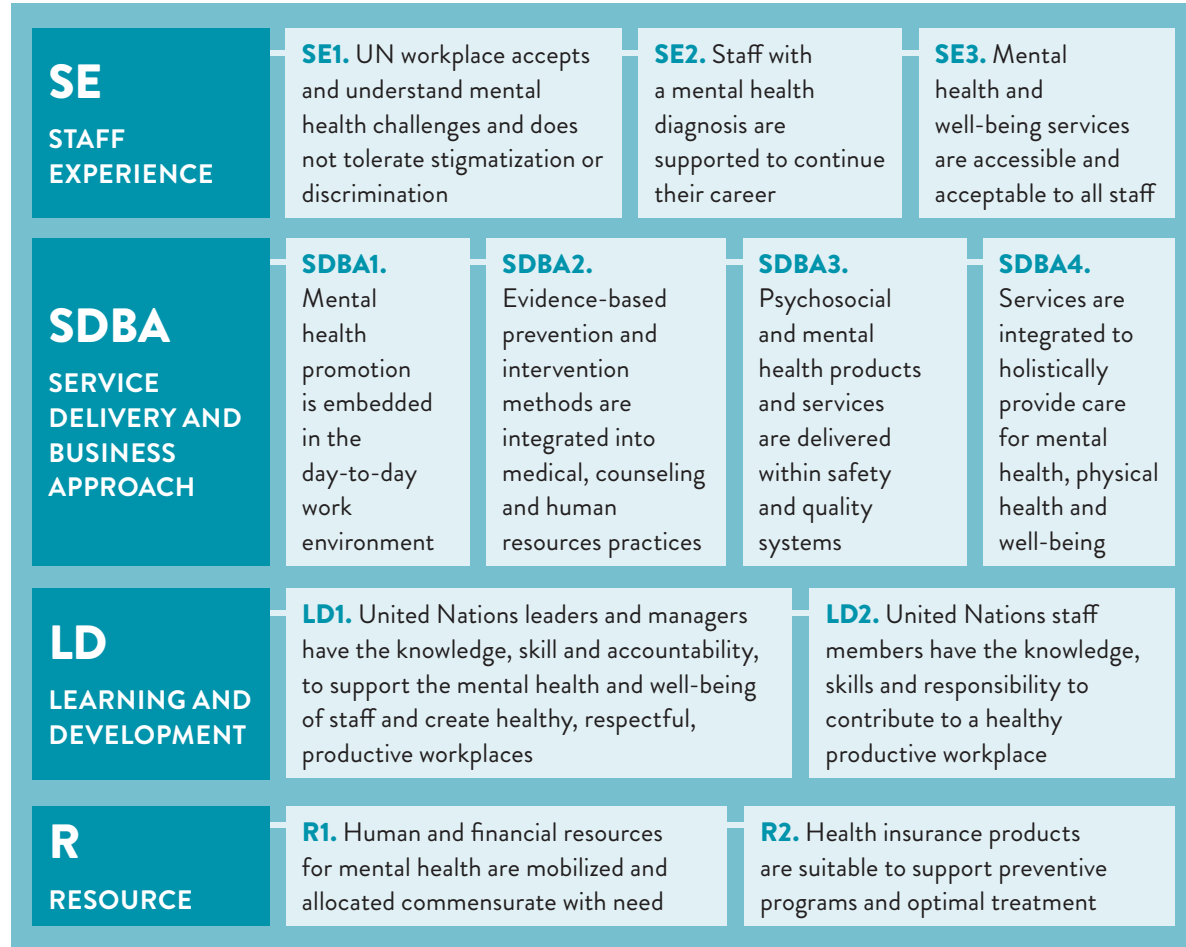 SE
STAFF
EXPERIENCE
SE1. UN workplace accepts
and understand mental
health challenges and does
not tolerate stigmatization or
discrimination
SE2. Staff with
a mental health
diagnosis are
supported to continue
their career
SE3. Mental
health and
well-being services
are accessible and
acceptable to all staff
SDBA
SERVICE
DELIVERY AND
BUSINESS
APPROACH
SDBA1.
Mental
health
promotion
is embedded
in the
day-to-day
work
environment
SDBA2.
Evidence-based
prevention and
intervention
methods are
integrated into
medical, counseling
and human
resources practices
SDBA3.
Psychosocial
and mental
health products
and services
are delivered
within safety
and quality
systems
SDBA4.
Services are
integrated to
holistically
provide care
for mental
health, physical
health and
well-being
LD
LEARNING AND
DEVELOPMENT
LD1. United Nations leaders and managers
have the knowledge, skill and accountability,
to support the mental health and well-being
of staff and create healthy, respectful,
productive workplaces
LD2. United Nations staff
members have the knowledge,
skills and responsibility to
contribute to a healthy
productive workplace
R
RESOURCE
R1. Human and financial resources
for mental health are mobilized and
allocated commensurate with need
R2. Health insurance products
are suitable to support preventive
programs and optimal treatment